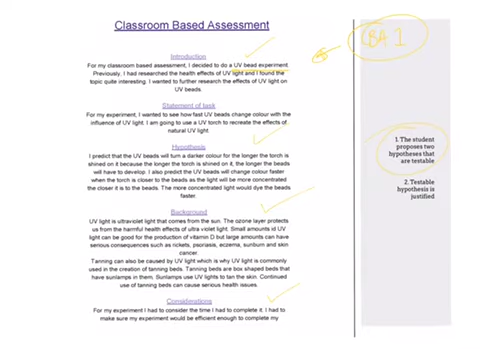 Classroom Based Assessment
BA 1
Introduction
For my classroom based assessment, I decided to do a UV bead experiment.
Previously, I had researched the health effects of UV light and I found the
topic quite interesting. I wanted to further research the effects of UV light on
UV beads.
Statement of task
For my experiment, I wanted to see how fast UV beads change colour with the
influence of UV light. I am going to use a UV torch to recreate the effects of
natural UV light.
Hypothesis
I predict that the UV beads will turn a darker colour for the longer the torch is
shined on it because the longer the torch is shined on it, the longer the beads
will have to develop. I also predict the UV beads will change colour faster
when the torch is closer to the beads as the light will be more concentrated
the closer it is to the beads. The more concentrated light would dye the beads
faster.
Background
UV light is ultraviolet light that comes from the sun. The ozone layer protects
us from the harmful health effects of ultra violet light. Small amounts id UV
light can be good for the production of vitamin D but large amounts can have
serious consequences such as rickets, psoriasis, eczema, sunburn and skin
cancer.
Tanning can also be caused by UV light which is why UV light is commonly
used in the creation of tanning beds. Tanning beds are box shaped beds that
have sunlamps in them. Sunlamps use UV lights to tan the skin. Continued
use of tanning beds can cause serious health issues.
Considerations
For my experiment I had to consider the time I had to complete it. I had to
make sure my experiment would be efficient enough to complete my
1. The student
proposes two
hypotheses that
are testable
2. Testable
hypothesis is
justified